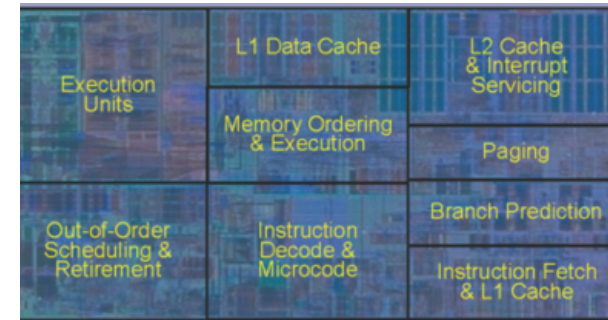 Execution
Units
L1 Data Cache
Memory Ordering
& Execution
L2 Cache
& Interrupt
Servicing
Paging
Out-of-Order
Scheduling &
Retirement
Instruction
Decode &
Microcode
Branch Prediction
Instruction Fetch
& L1 Cache